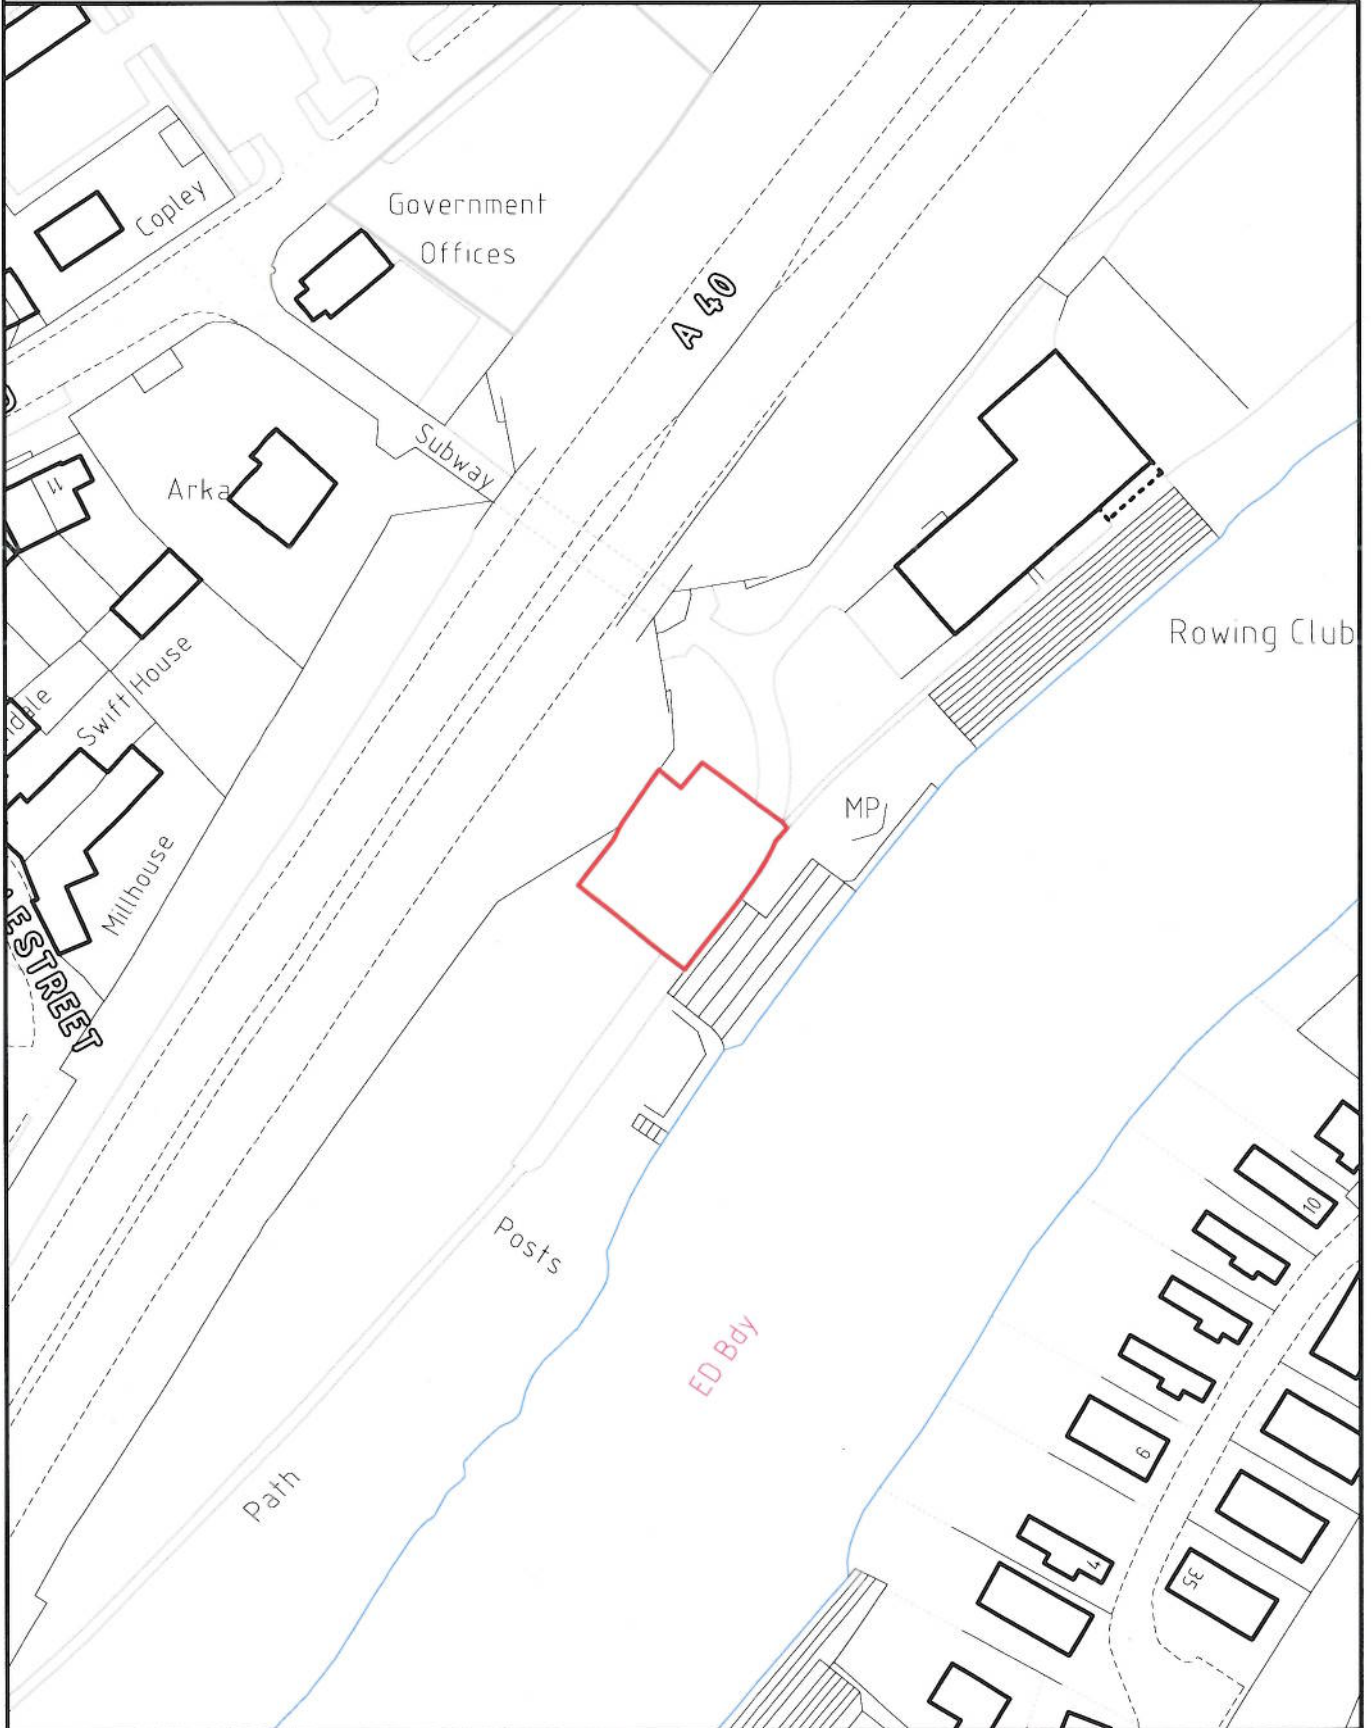 Government
Offices
Copley
A 40
Subway
11
Arka
Rowing Club
Swift House
MP
Millhouse
ESTREET
10
Posts
ED Bdy
9
Path
4
35